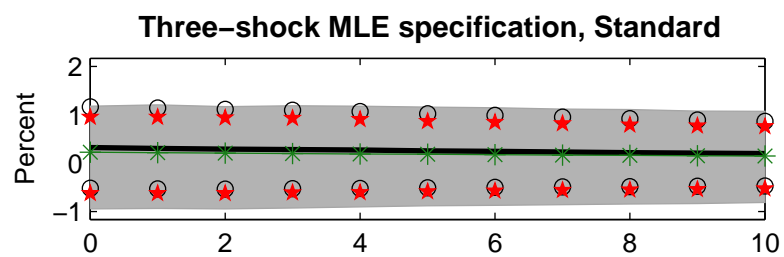 Three−shock MLE specification, Standard
Percent
2
1
0
−1
0 2 4 6 8 10